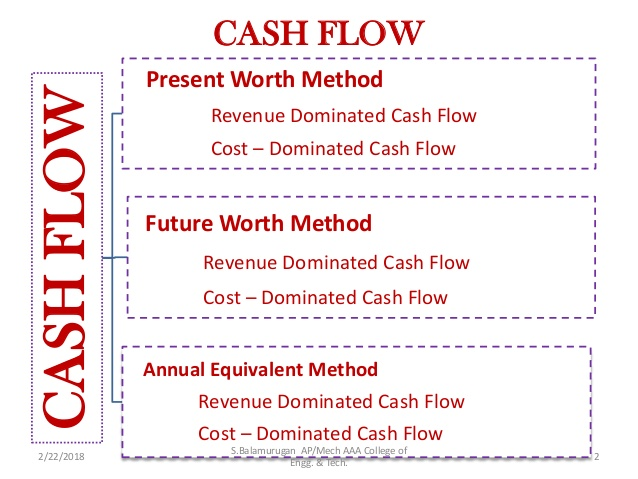 CASH FLOW
CASH FLOW
Present Worth Method
Revenue Dominated Cash Flow
Cost – Dominated Cash Flow
Future Worth Method
Revenue Dominated Cash Flow
Cost – Dominated Cash Flow
Annual Equivalent Method
Revenue Dominated Cash Flow
Cost – Dominated Cash Flow
2/22/2018
S.Balamurugan AP/Mech AAA College of
Engg. & Tech.
2